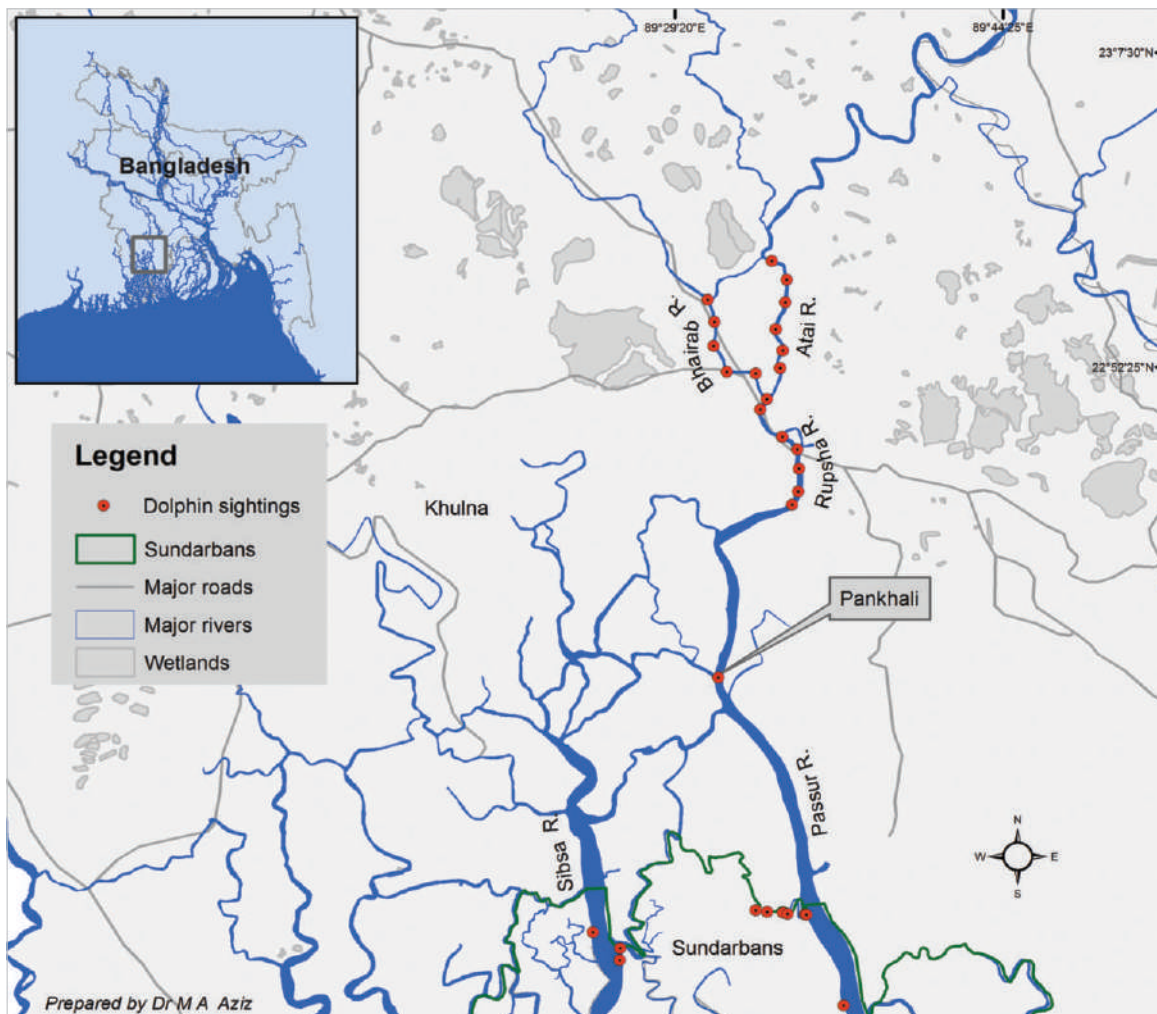 89°29'20"E
89°44'25"E
23°7'30"N
Bangladesh
Bhairab R.
Atai R.
22°52'25"N
Rupsha R.
Legend
Dolphin sightings
Sundarbans
Major roads
Major rivers
Wetlands
Khulna
Pankhali
Passur R.
Sibsa R.
N
W
E
S
Sundarbans
Prepared by Dr M A Aziz